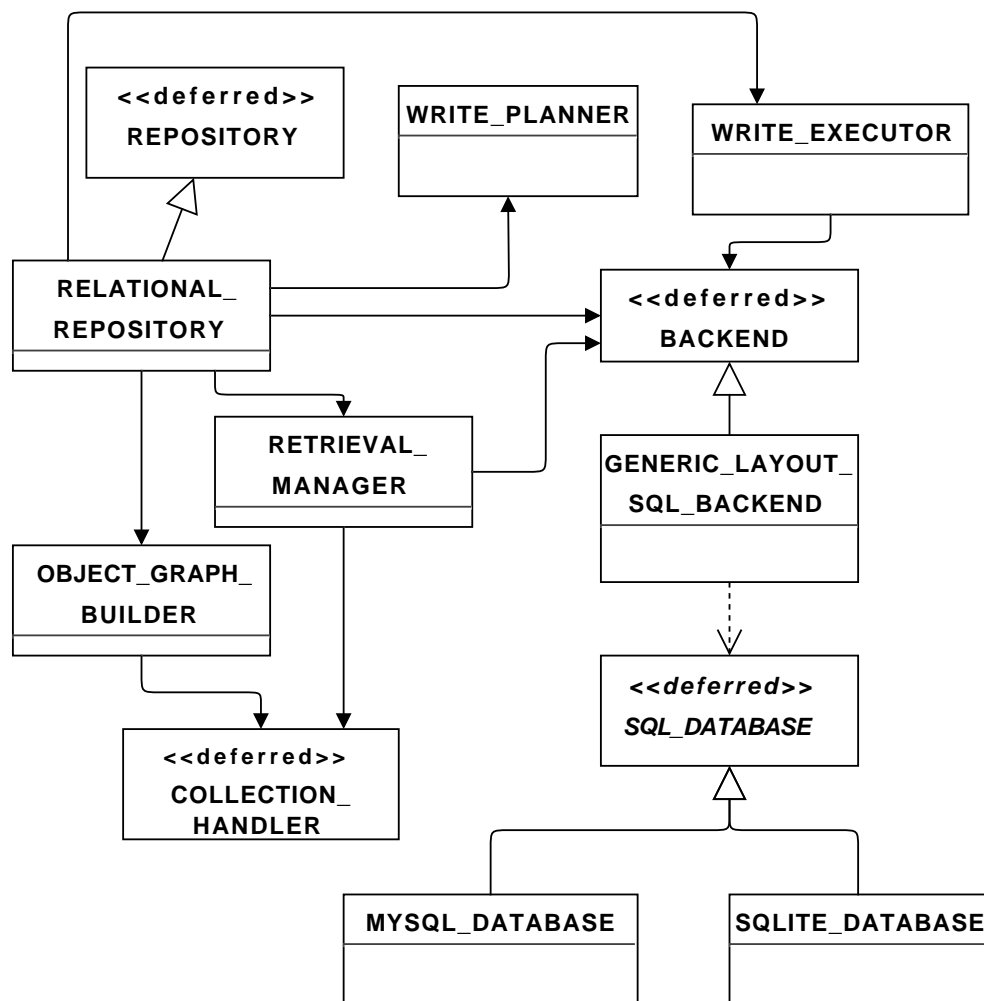 <<deferred>>
REPOSITORY
WRITE_PLANNER
WRITE_EXECUTOR
RELATIONAL_
REPOSITORY
<<deferred>>
BACKEND
RETRIEVAL_
MANAGER
GENERIC_LAYOUT_
SQL_BACKEND
OBJECT_GRAPH_
BUILDER
<<deferred>>
SQL_DATABASE
<<deferred>>
COLLECTION_
HANDLER
MYSQL_DATABASE
SQLITE_DATABASE